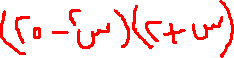 (س + ٢)(س^٢ - ٢٥)